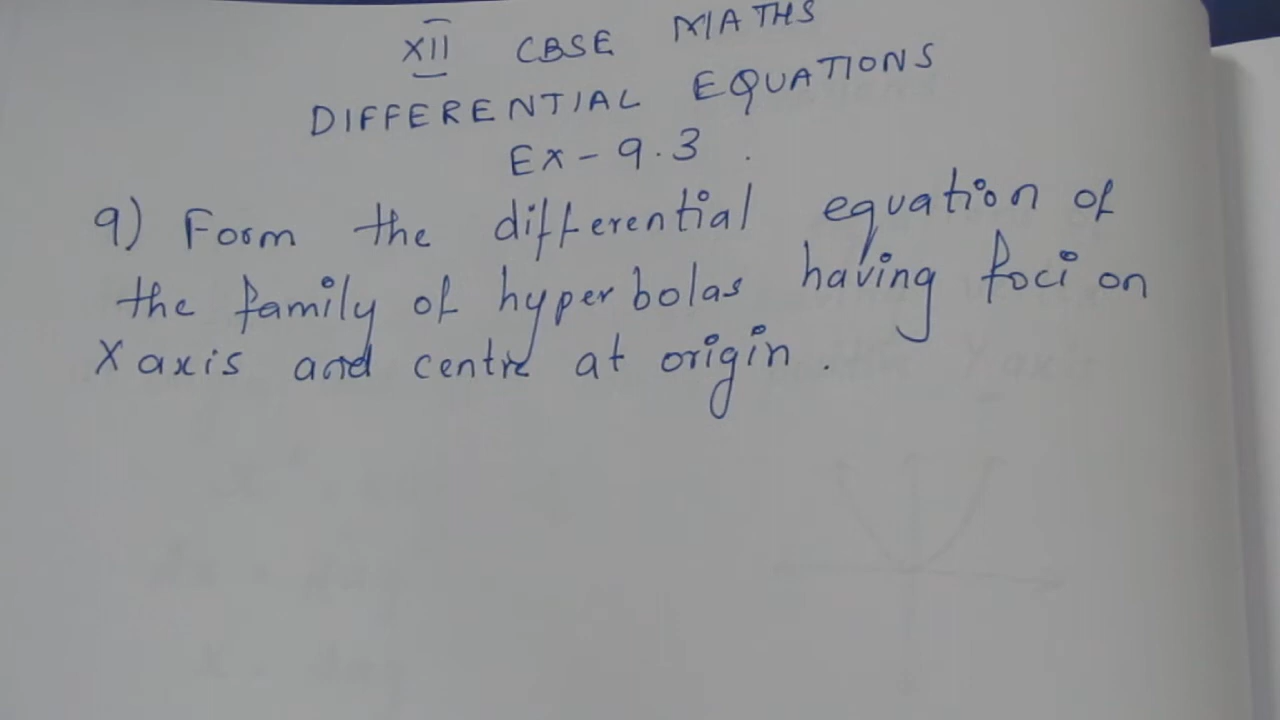 XII CBSE MATHS
DIFFERENTIAL EQUATIONS
Ex - 9.3.
9) Form the differential equation of
the family of hyperbolas having foci on
X axis and centre at origin.